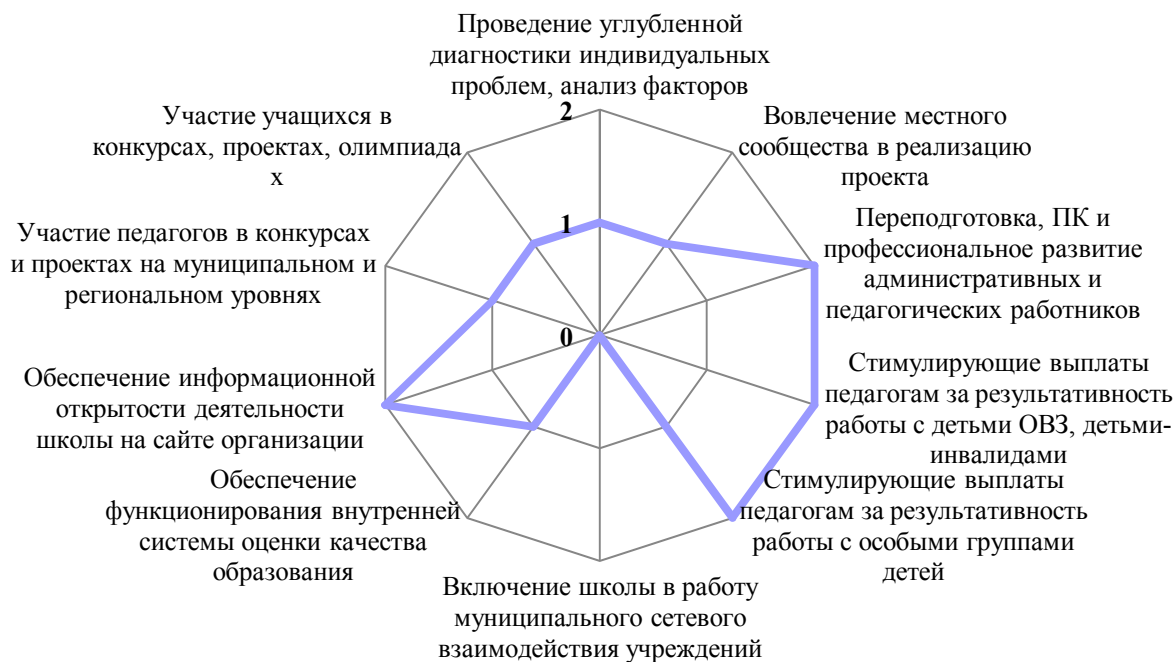 Проведение углубленной
диагностики индивидуальных
проблем, анализ факторов
2
Вовлечение местного
сообщества в реализацию
проекта
Переподготовка, ПК и
профессиональное развитие
административных и
педагогических работников
Стимулирующие выплаты
педагогам за результативность
работы с детьми ОВЗ, детьми-
инвалидами
Стимулирующие выплаты
педагогам за результативность
работы с особыми группами
детей
Включение школы в работу
муниципального сетевого
взаимодействия учреждений
Обеспечение
функционирования внутренней
системы оценки качества
образования
Обеспечение информационной
открытости деятельности
школы на сайте организации
Участие педагогов в конкурсах
и проектах на муниципальном и
региональном уровнях
Участие учащихся в
конкурсах, проектах, олимпиада
х
1
0